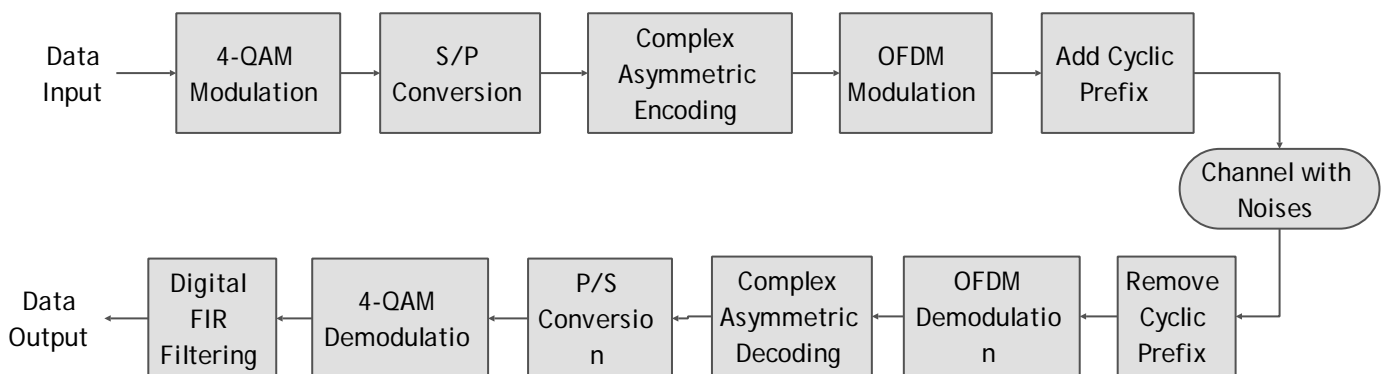 Data
Input
4-QAM
Modulation
S/P
Conversion
Complex
Asymmetric
Encoding
OFDM
Modulation
Add Cyclic
Prefix
Channel with
Noises
Remove
Cyclic
Prefix
OFDM
Demodulatio
n
Complex
Asymmetric
Decoding
P/S
Conversio
n
4-QAM
Demodulatio
Digital
FIR
Filtering
Data
Output